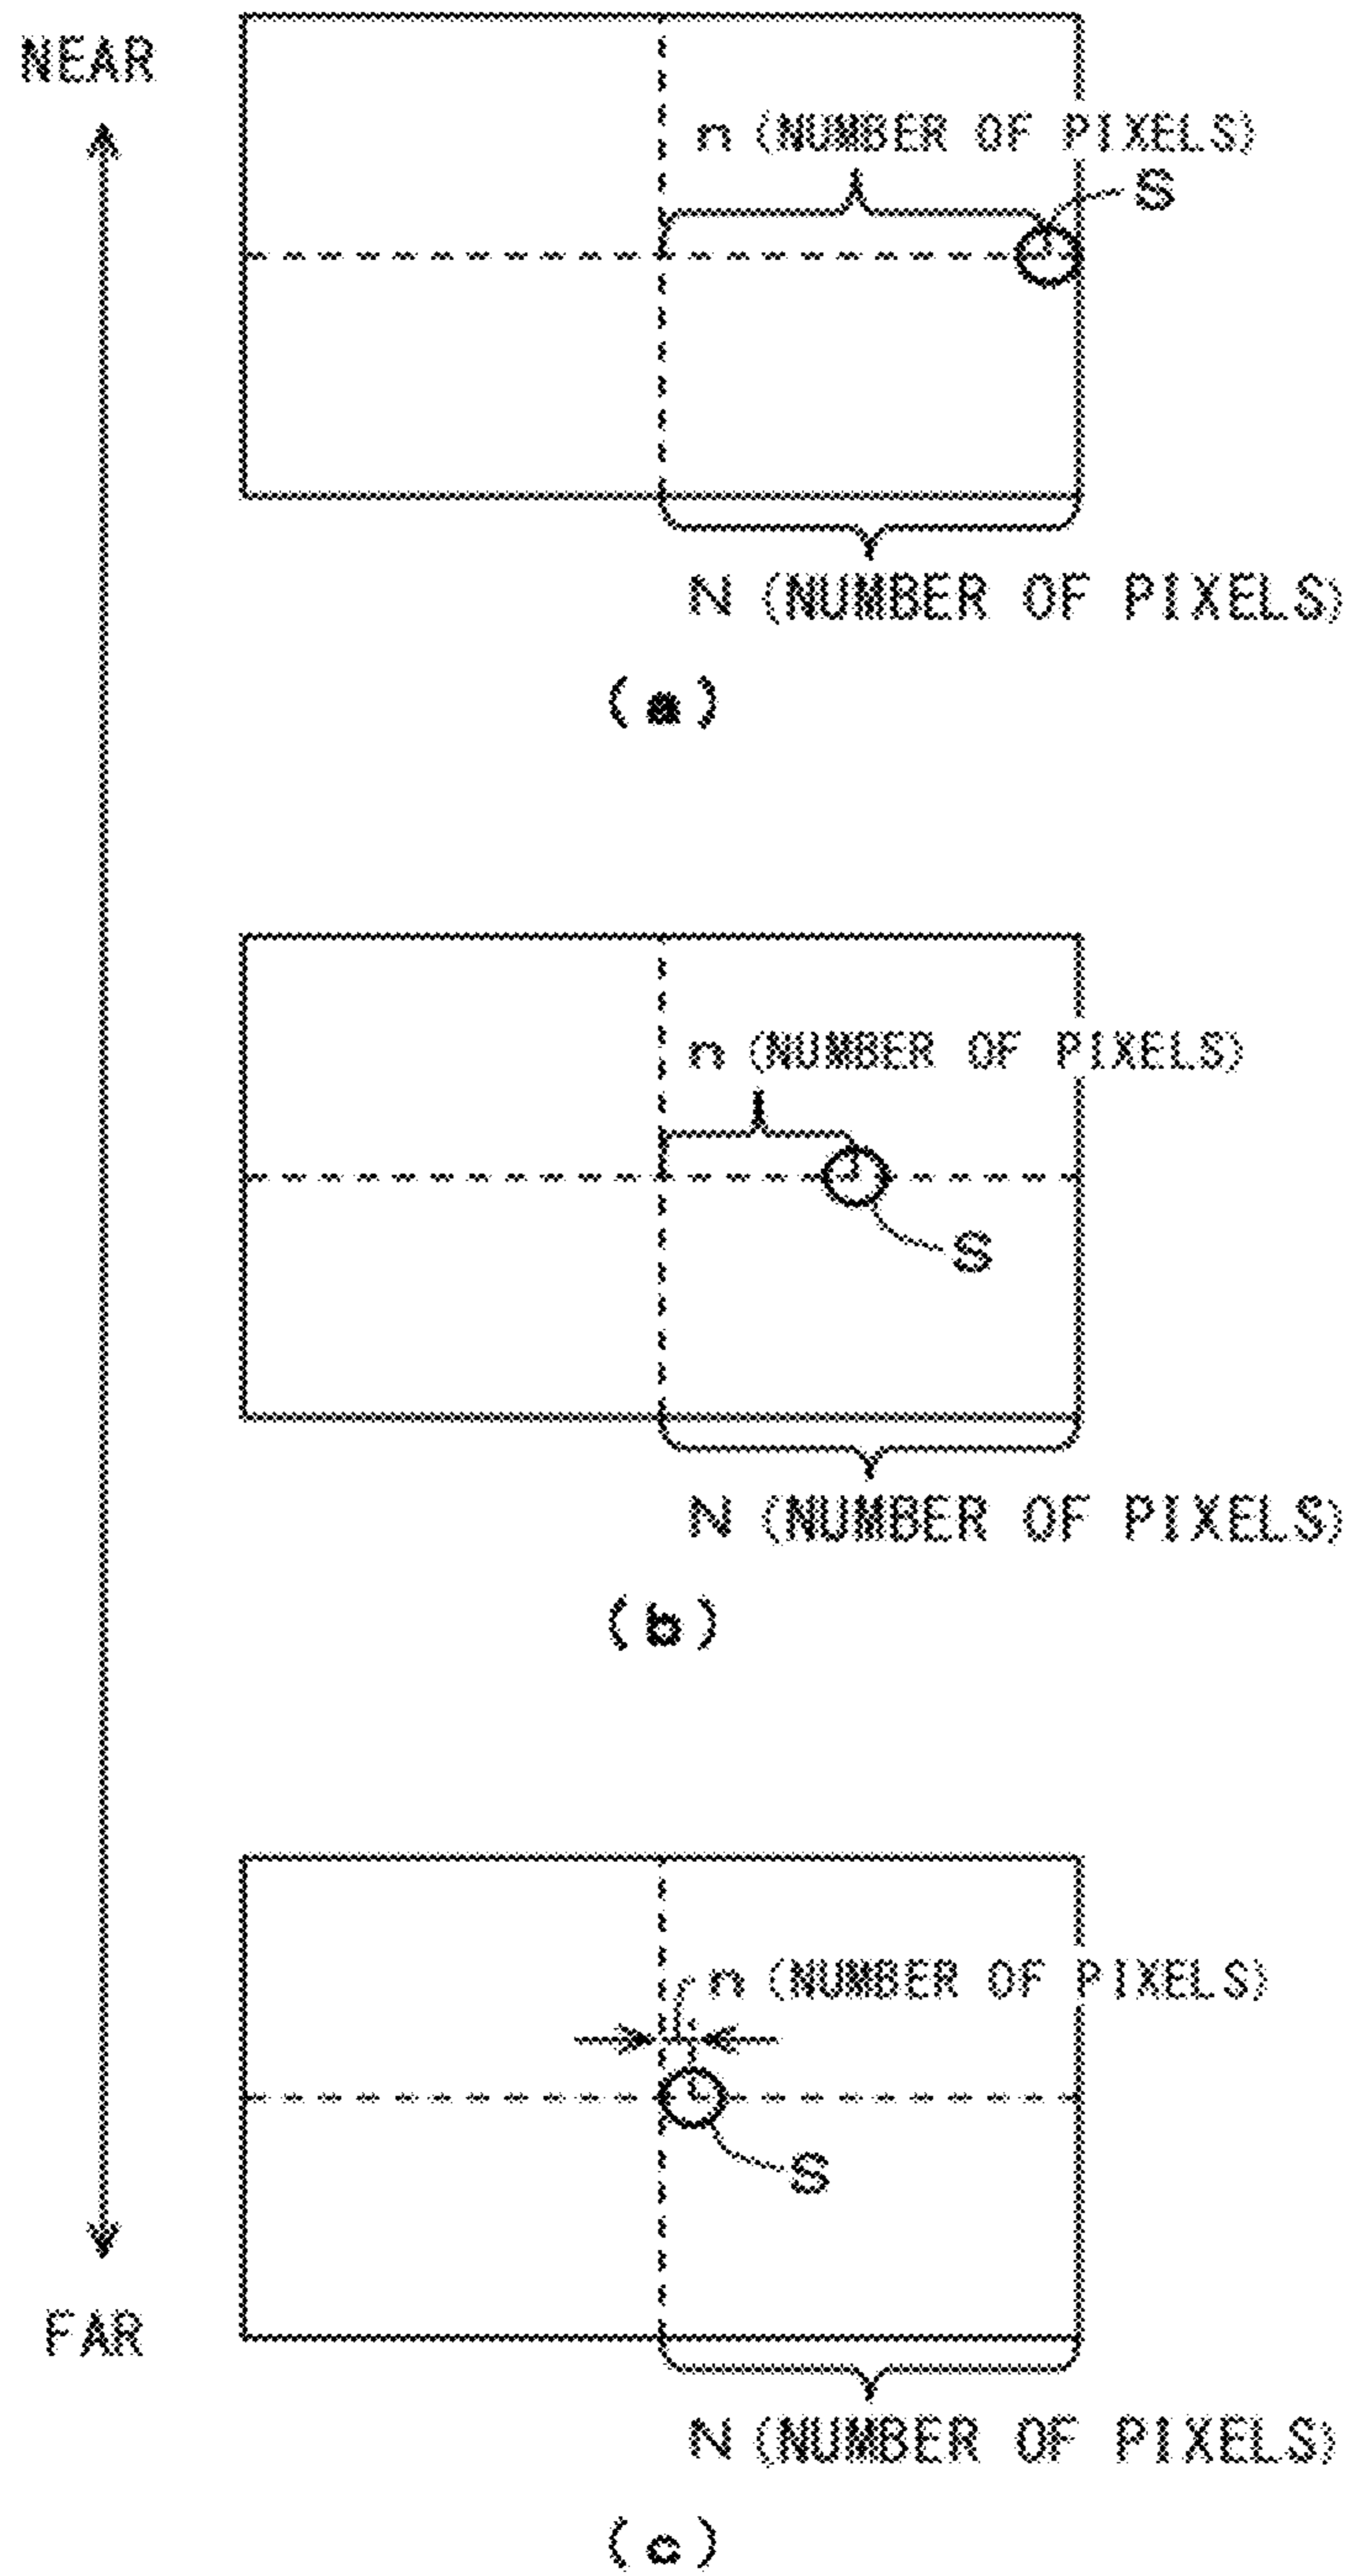 NEAR
n (NUMBER OF PIXELS)
S
N (NUMBER OF PIXELS)
(a)
n (NUMBER OF PIXELS)
S
N (NUMBER OF PIXELS)
(b)
n (NUMBER OF PIXELS)
S
FAR
N (NUMBER OF PIXELS)
(c)